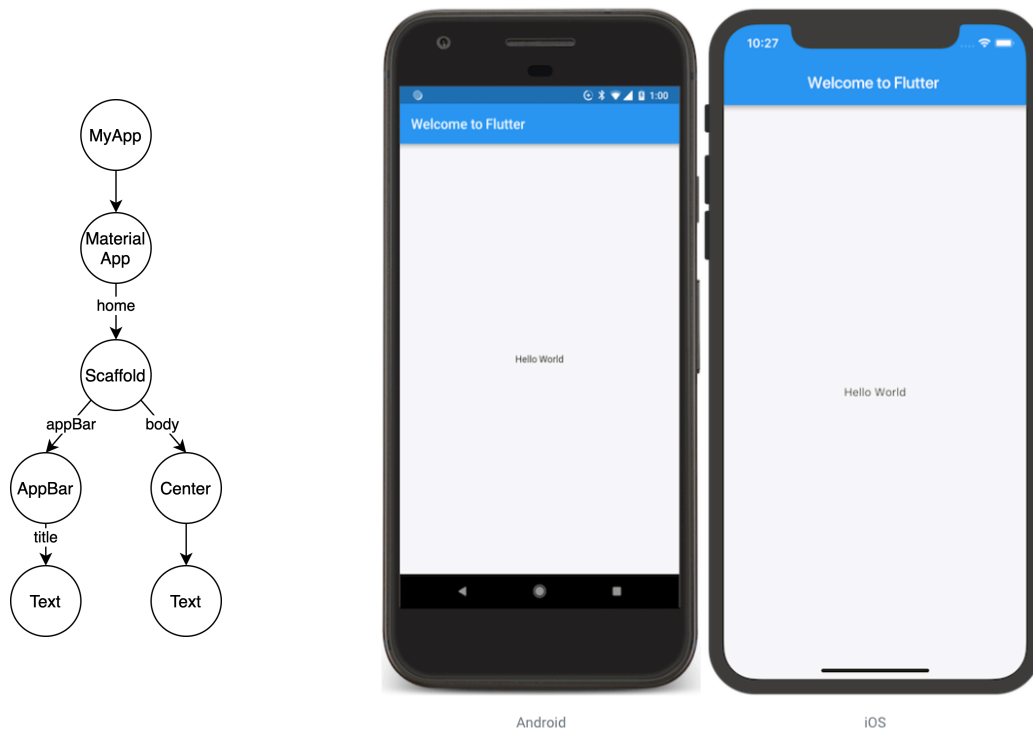 MyApp
Material
App
home
Scaffold
appBar
body
AppBar
Center
title
Text
Text
1:00
Welcome to Flutter
Hello World
Android
10:27
Welcome to Flutter
Hello World
iOS